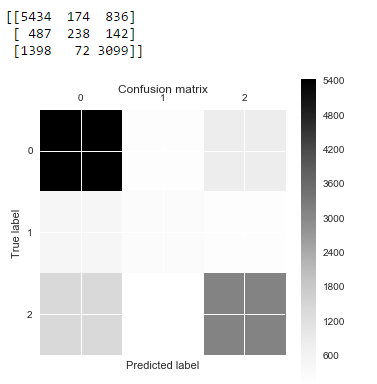 [[5434  174  836]
 [ 487  238  142]
 [1398   72 3099]]
Confusion matrix
0 1 2
0
1
2
True label
Predicted label
5400
4800
4200
3600
3000
2400
1800
1200
600